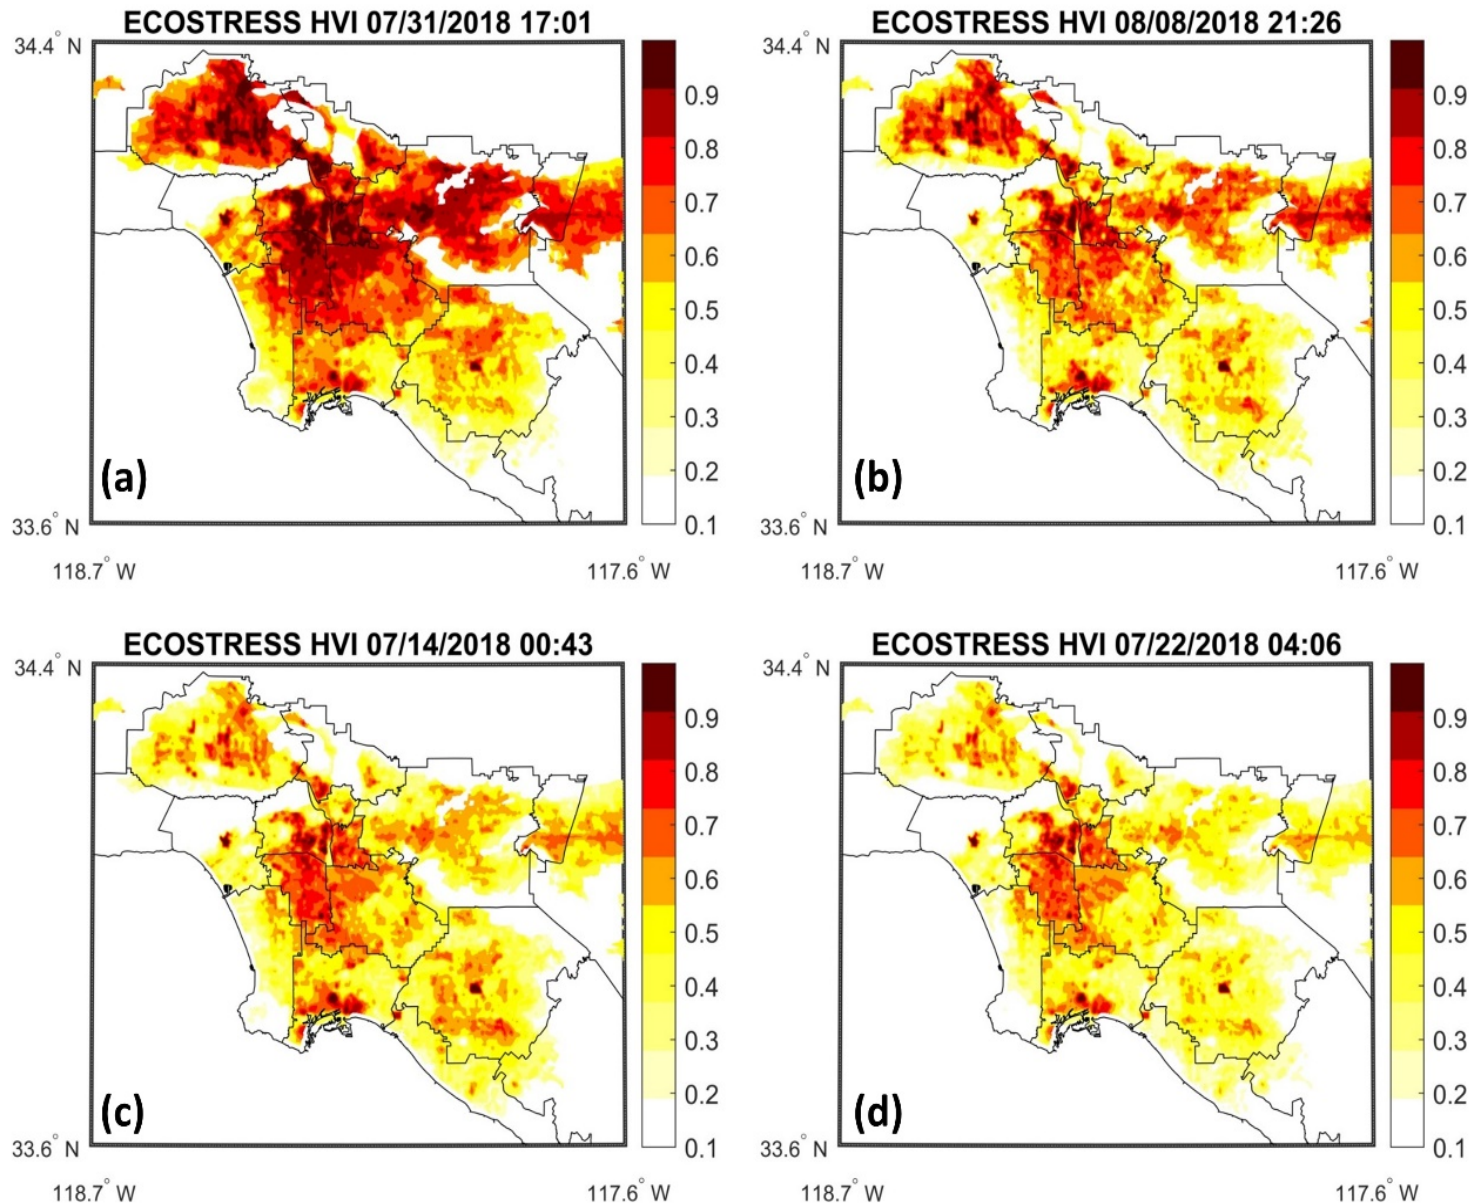 ECOSTRESS HVI 07/31/2018 17:01
34.4° N
0.9
0.8
0.7
0.6
0.5
0.4
0.3
0.2
0.1
(a)
33.6° N
118.7° W
117.6° W
ECOSTRESS HVI 08/08/2018 21:26
34.4° N
0.9
0.8
0.7
0.6
0.5
0.4
0.3
0.2
0.1
(b)
33.6° N
118.7° W
117.6° W
ECOSTRESS HVI 07/14/2018 00:43
34.4° N
0.9
0.8
0.7
0.6
0.5
0.4
0.3
0.2
0.1
(c)
33.6° N
118.7° W
117.6° W
ECOSTRESS HVI 07/22/2018 04:06
34.4° N
0.9
0.8
0.7
0.6
0.5
0.4
0.3
0.2
0.1
(d)
33.6° N
118.7° W
117.6° W